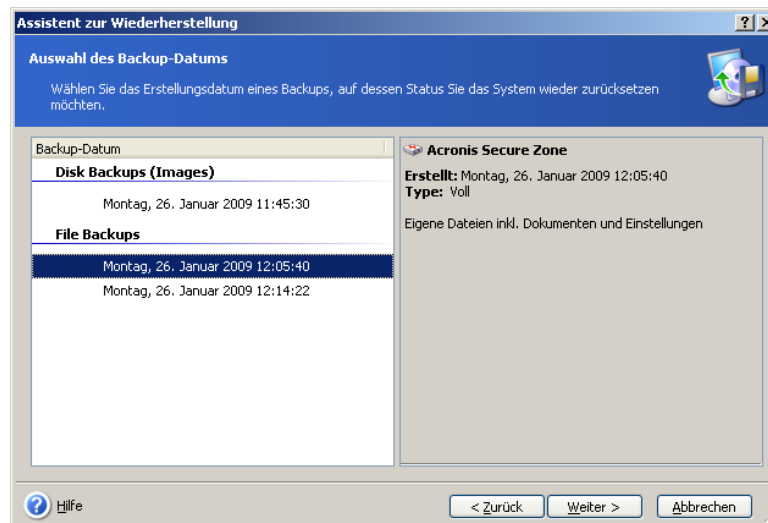 Assistent zur Wiederherstellung
Auswahl des Backup-Datums
Wählen Sie das Erstellungsdatum eines Backups, auf dessen Status Sie das System wieder zurücksetzen
möchten.
Backup-Datum
Disk Backups (Images)
Montag, 26. Januar 2009 11:45:30
File Backups
Montag, 26. Januar 2009 12:05:40
Montag, 26. Januar 2009 12:14:22
Acronis Secure Zone
Erstellt: Montag, 26. Januar 2009 12:05:40
Type: Voll
Eigene Dateien inkl. Dokumenten und Einstellungen
Hilfe
< Zurück
Weiter >
Abbrechen